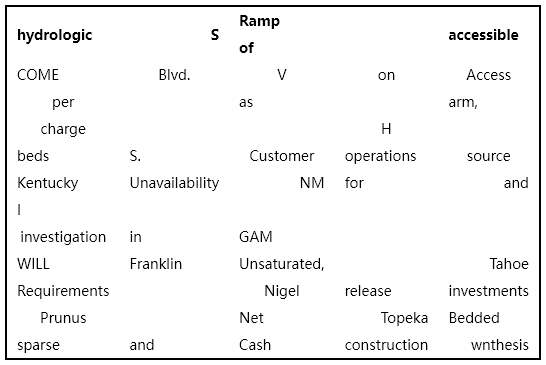 hydrologic S Ramp of accessible
COME Blvd. V on Access
per as arm,
charge H
beds S. Customer operations source
Kentucky Unavailability NM for and
l
investigation in GAM
WILL Franklin Unsaturated, Tahoe
Requirements Nigel release investments
Prunus Net Topeka Bedded
sparse and Cash construction wnthesis